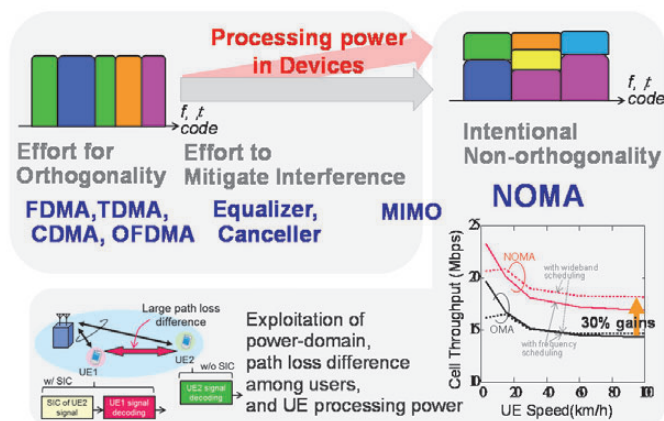 Processing power
in Devices
f, t
code
f, t
code
Effort for
Orthogonality
Effort to
Mitigate Interference
Intentional
Non-orthogonality
FDMA,TDMA,
CDMA, OFDMA
Equalizer,
Canceller
MIMO
NOMA
Large path loss
difference
UE1
UE2
w/ SIC
w/o SIC
SIC of UE2
signal
UE1 signal
decoding
UE2 signal
decoding
Exploitation of
power-domain,
path loss difference
among users,
and UE processing power
Cell Throughput (Mbps)
25
20
15
10
NOMA
with wideband
scheduling
OMA
30% gains
with frequency
scheduling
0
20
40
60
80
100
UE Speed(km/h)